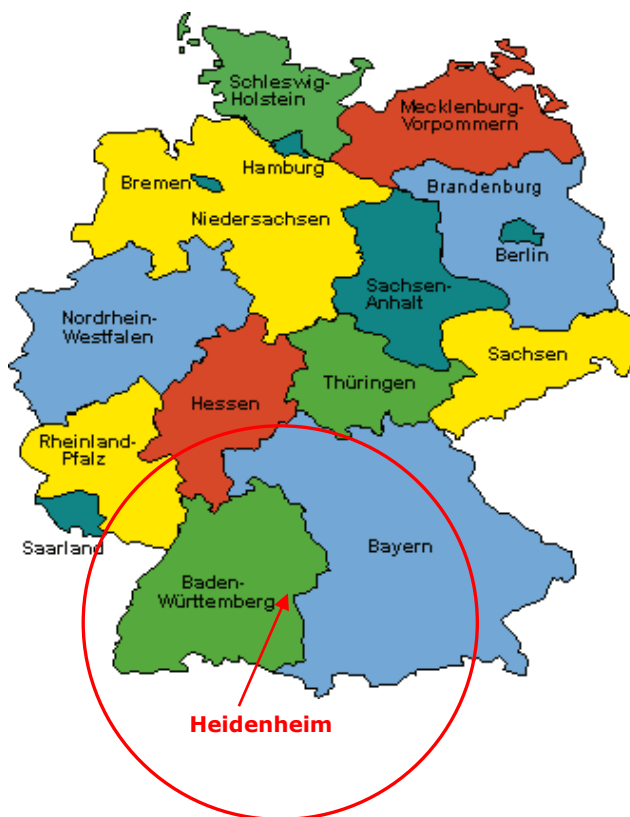 Schleswig-
Holstein
Mecklenburg-
Vorpommern
Hamburg
Bremen
Brandenburg
Niedersachsen
Berlin
Sachsen-
Anhalt
Nordrhein-
Westfalen
Sachsen
Thüringen
Hessen
Rheinland-
Pfalz
Saarland
Bayern
Baden-
Württemberg
Heidenheim